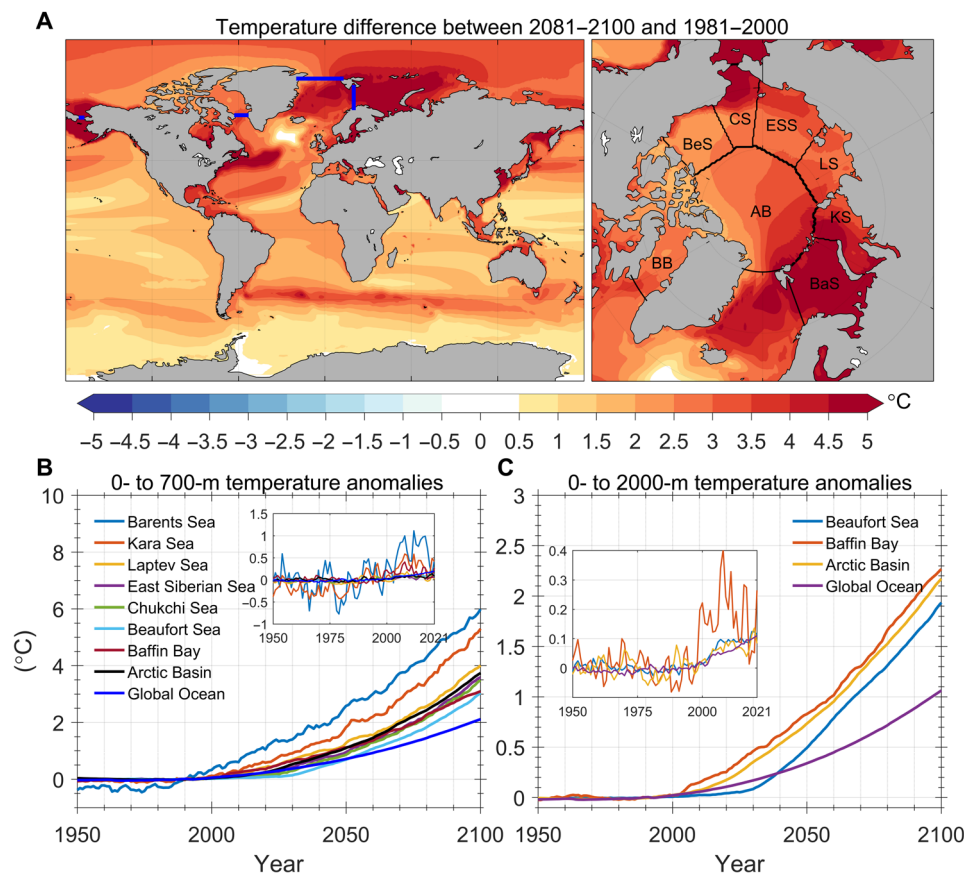 A
Temperature difference between 2081–2100 and 1981–2000
CS
ESS
BeS
LS
AB
KS
BB
BaS
°C
−5 −4.5 −4 −3.5 −3 −2.5 −2 −1.5 −1 −0.5 0 0.5 1 1.5 2 2.5 3 3.5 4 4.5 5
B
0- to 700-m temperature anomalies
10
8
6
4
2
0
(°C)
Barents Sea
Kara Sea
Laptev Sea
East Siberian Sea
Chukchi Sea
Beaufort Sea
Baffin Bay
Arctic Basin
Global Ocean
1.5
1
0.5
0
−0.5
−1
1950 1975 2000 2021
1950 2000 2050 2100
Year
C
0- to 2000-m temperature anomalies
3
2.5
2
1.5
1
0.5
0
Beaufort Sea
Baffin Bay
Arctic Basin
Global Ocean
0.4
0.3
0.2
0.1
0
1950 1975 2000 2021
1950 2000 2050 2100
Year